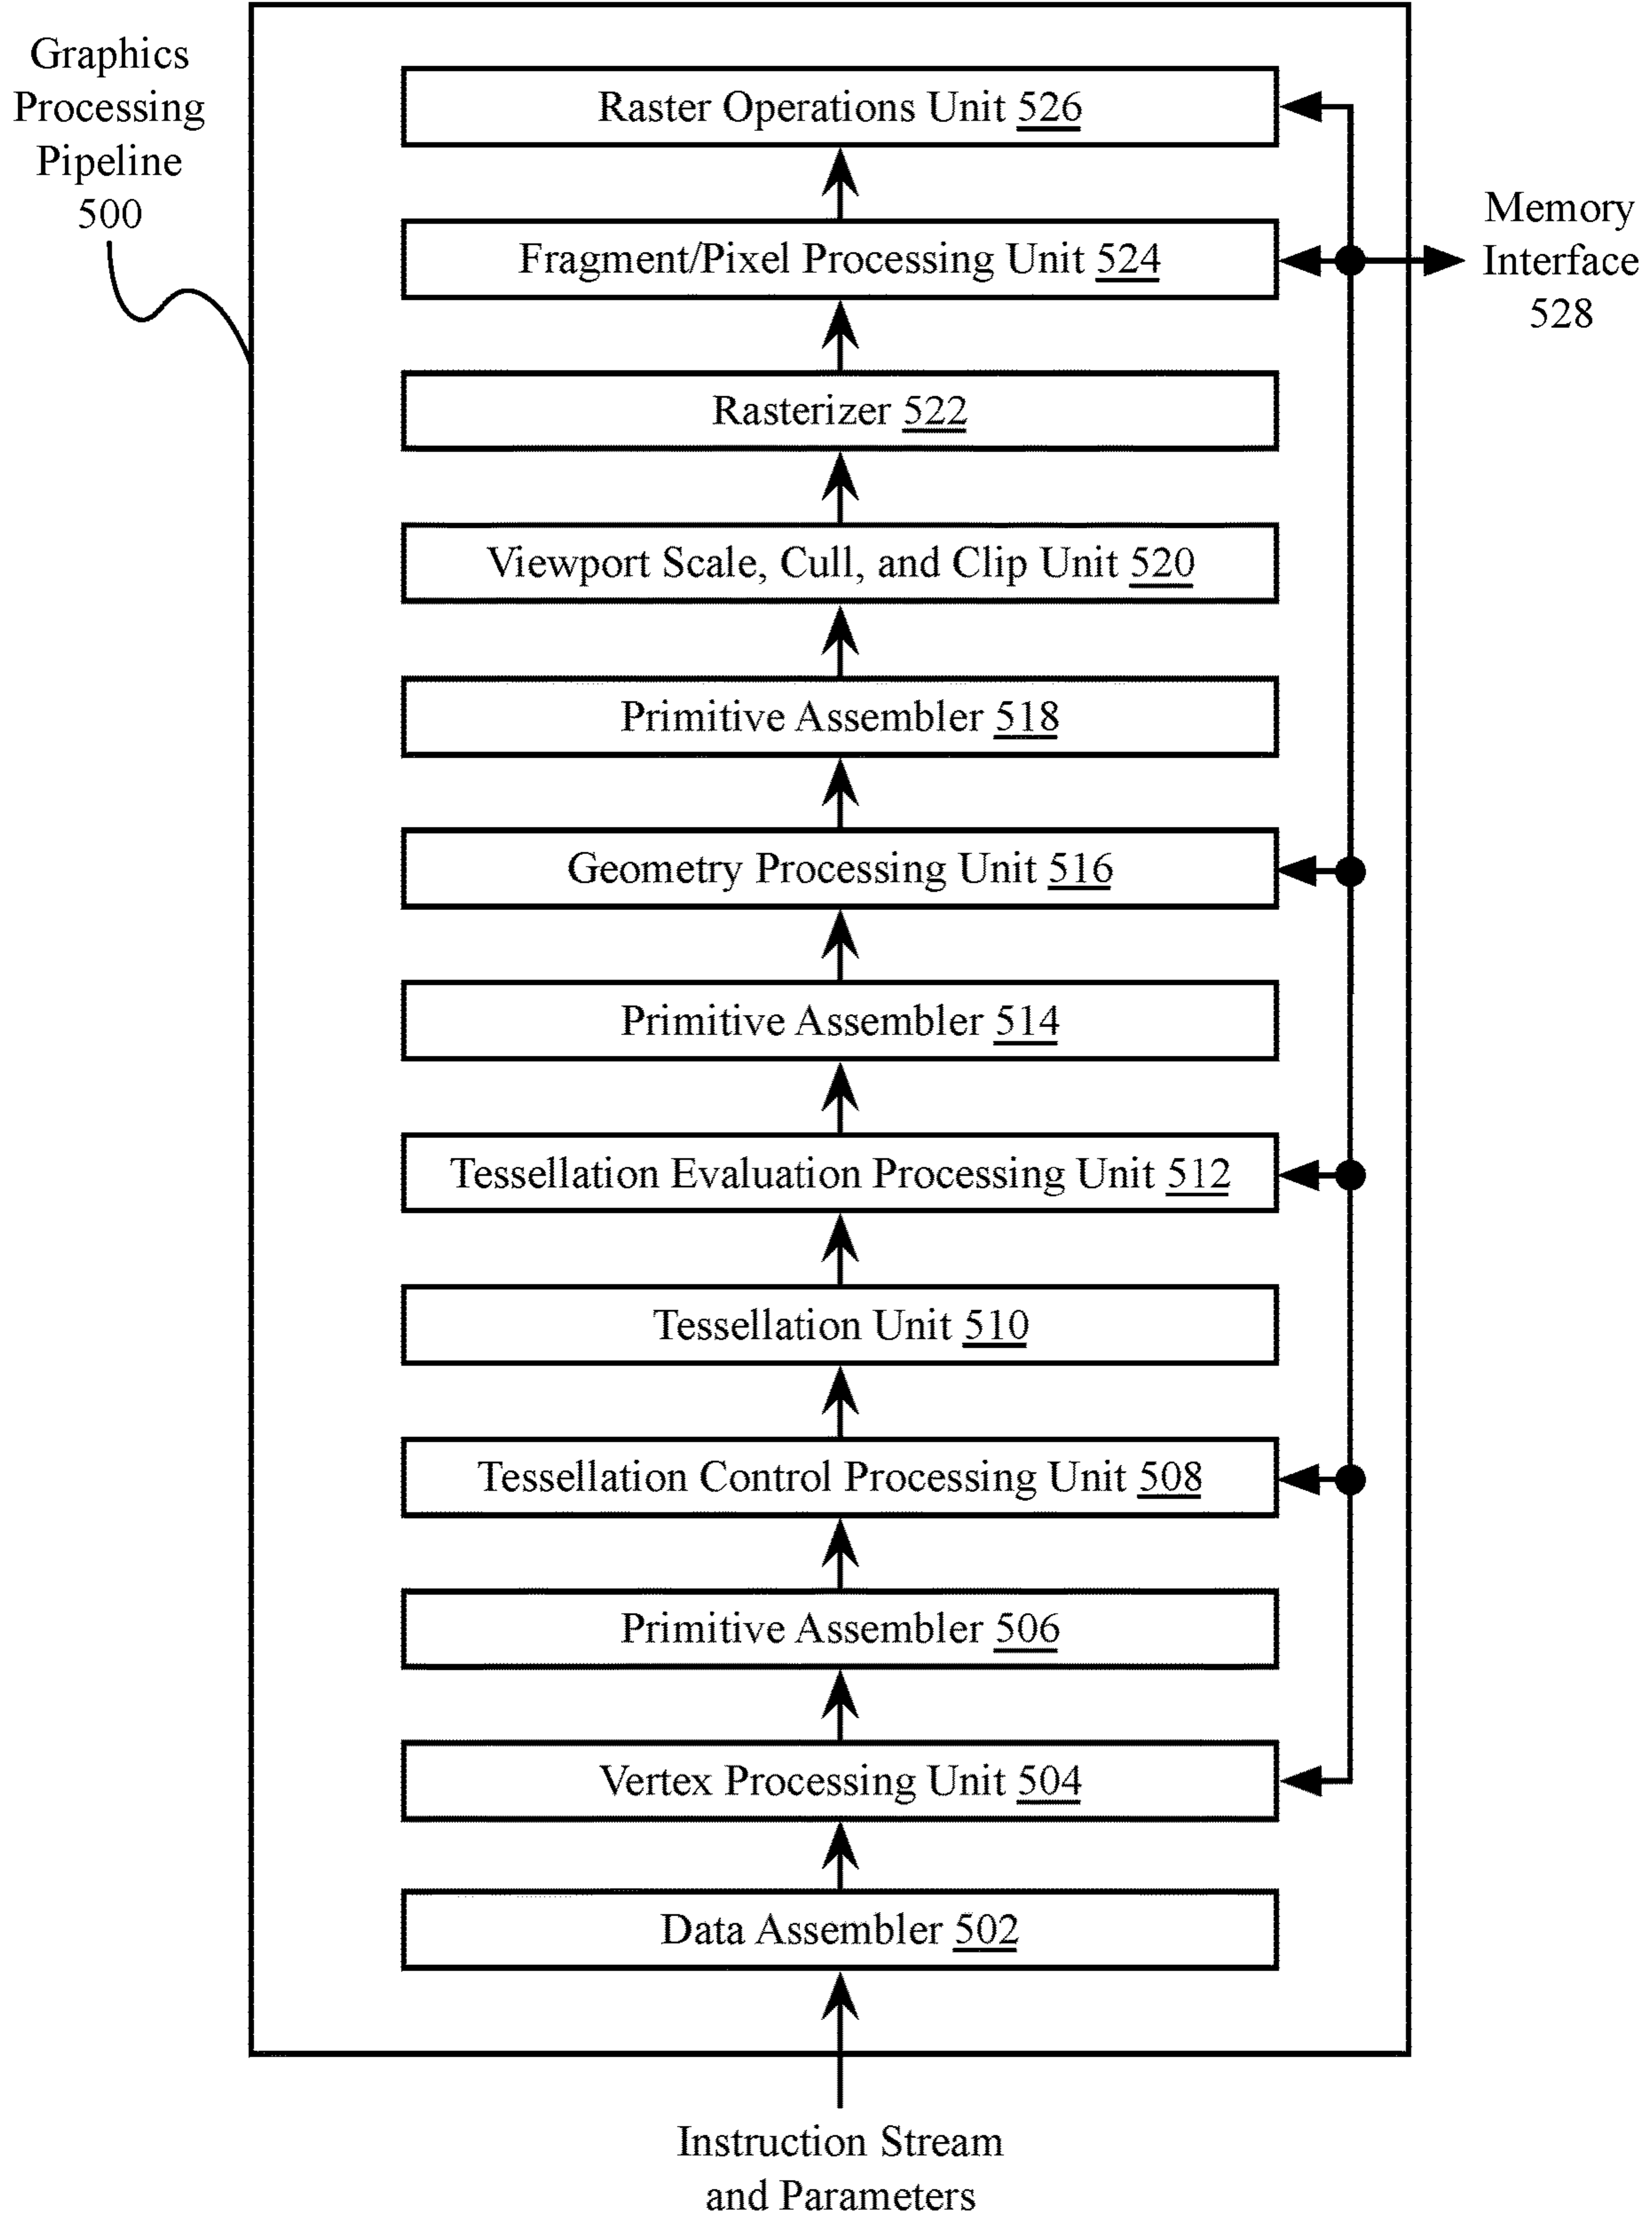 Graphics
Processing
Pipeline
500
Raster Operations Unit 526
Fragment/Pixel Processing Unit 524
Memory
Interface
528
Rasterizer 522
Viewport Scale, Cull, and Clip Unit 520
Primitive Assembler 518
Geometry Processing Unit 516
Primitive Assembler 514
Tessellation Evaluation Processing Unit 512
Tessellation Unit 510
Tessellation Control Processing Unit 508
Primitive Assembler 506
Vertex Processing Unit 504
Data Assembler 502
Instruction Stream
and Parameters